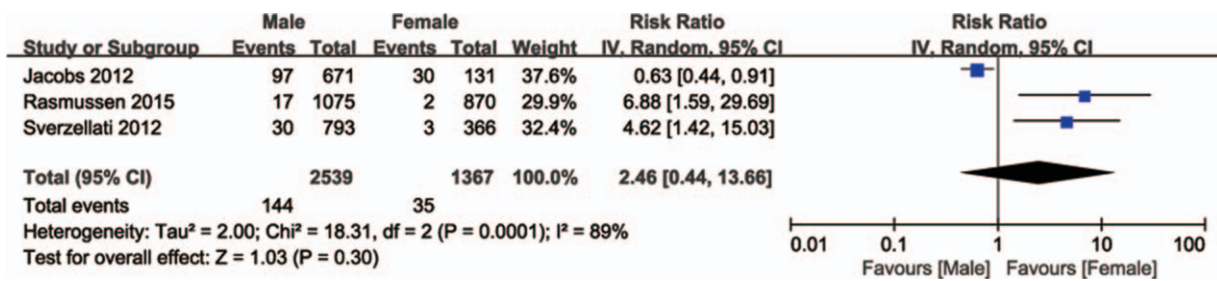 Male Female Risk Ratio Risk Ratio
Study or Subgroup Events Total Events Total Weight IV, Random, 95% CI IV, Random, 95% CI
Jacobs 2012 97 671 30 131 37.6% 0.63 [0.44, 0.91]
Rasmussen 2015 17 1075 2 870 29.9% 6.88 [1.59, 29.69]
Sverzellati 2012 30 793 3 366 32.4% 4.62 [1.42, 15.03]
Total (95% CI) 2539 1367 100.0% 2.46 [0.44, 13.66]
Total events 144 35
Heterogeneity: Tau² = 2.00; Chi² = 18.31, df = 2 (P = 0.0001); I² = 89%
Test for overall effect: Z = 1.03 (P = 0.30)
0.01 0.1 1 10 100
Favours [Male] Favours [Female]